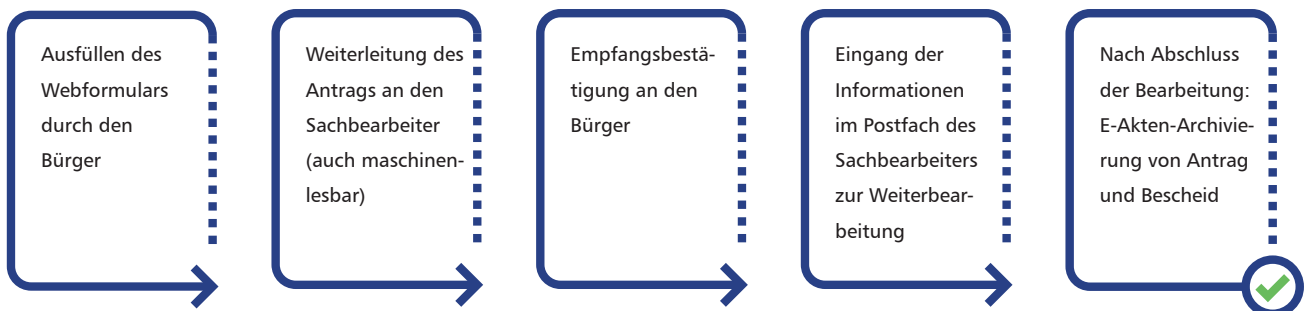 Ausfüllen des
Webformulars
durch den
Bürger
Weiterleitung des
Antrags an den
Sachbearbeiter
(auch maschinen-
lesbar)
Empfangsbestä-
tigung an den
Bürger
Eingang der
Informationen
im Postfach des
Sachbearbeiters
zur Weiterbear-
beitung
Nach Abschluss
der Bearbeitung:
E-Akten-Archivie-
rung von Antrag
und Bescheid